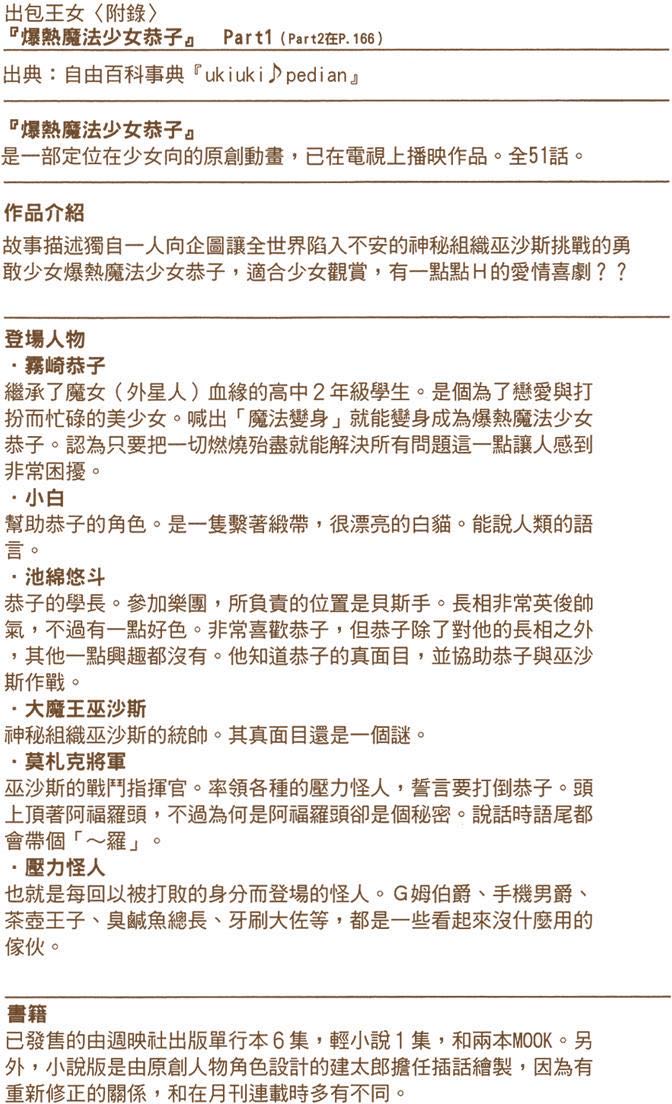 出包王女〈附錄〉
『爆熱魔法少女恭子』 Part1(Part2在P.166)
出典：自由百科事典『ukiuki♪pedian』
『爆熱魔法少女恭子』
是一部定位在少女向的原創動畫，已在電視上播映作品。全51話。
作品介紹
故事描述獨自一人向企圖讓全世界陷入不安的神秘組織巫沙斯挑戰的勇
敢少女爆熱魔法少女恭子，適合少女觀賞，有一點點Ｈ的愛情喜劇？？
登場人物
・霧崎恭子
繼承了魔女（外星人）血緣的高中２年級學生。是個為了戀愛與打
扮而忙碌的美少女。喊出「魔法變身」就能變身成為爆熱魔法少女
恭子。認為只要把一切燃燒殆盡就能解決所有問題這一點讓人感到
非常困擾。
・小白
幫助恭子的角色。是一隻繫著緞帶，很漂亮的白貓。能說人類的語
言。
・池綿悠斗
恭子的學長。參加樂團，所負責的位置是貝斯手。長相非常英俊帥
氣，不過有一點好色。非常喜歡恭子，但恭子除了對他的長相之外
，其他一點興趣都沒有。他知道恭子的真面目，並協助恭子與巫沙
斯作戰。
・大魔王巫沙斯
神秘組織巫沙斯的統帥。其真面目還是一個謎。
・莫札克將軍
巫沙斯的戰鬥指揮官。率領各種的壓力怪人，誓言要打倒恭子。頭
上頂著阿福羅頭，不過為何是阿福羅頭卻是個秘密。說話時語尾都
會帶個「～羅」。
・壓力怪人
也就是每回以被打敗的身分而登場的怪人。Ｇ姆伯爵、手機男爵、
茶壺王子、臭鹹魚總長、牙刷大佐等，都是一些看起來沒什麼用的
傢伙。
書籍
已發售的由週映社出版單行本６集，輕小說１集，和兩本MOOK。另
外，小說版是由原創人物角色設計的建太郎擔任插話繪製，因為有
重新修正的關係，和在月刊連載時多有不同。